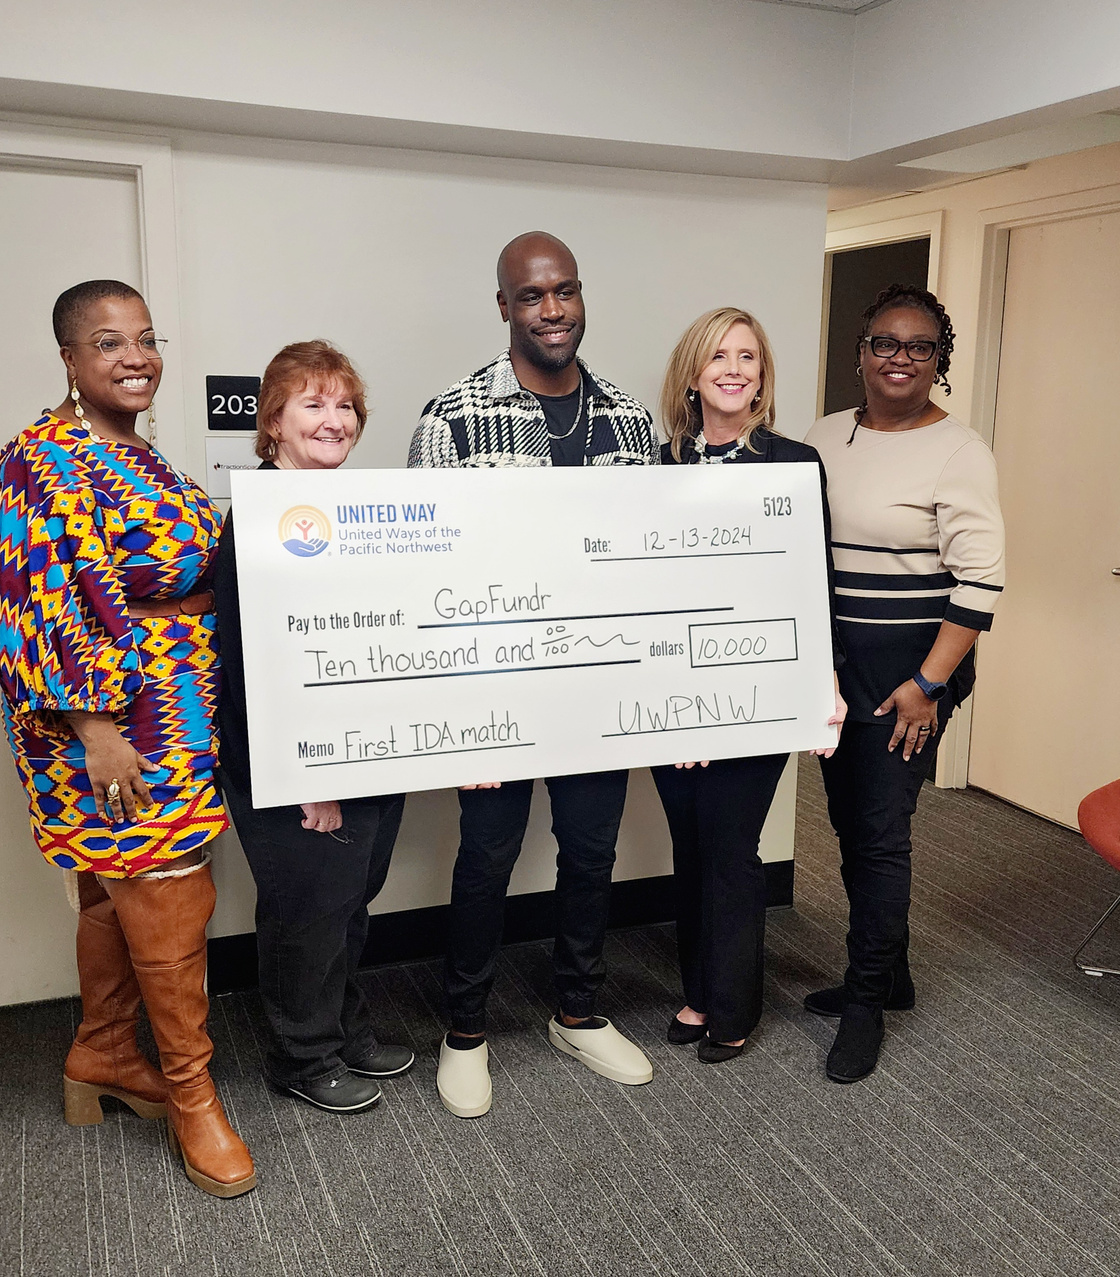 203
tractionspace
UNITED WAY
United Ways of the
Pacific Northwest
5123
Date: 12-13-2024
Pay to the Order of: GapFundr
Ten thousand and 00/100 dollars 10,000
Memo First IDA match
UWPNW